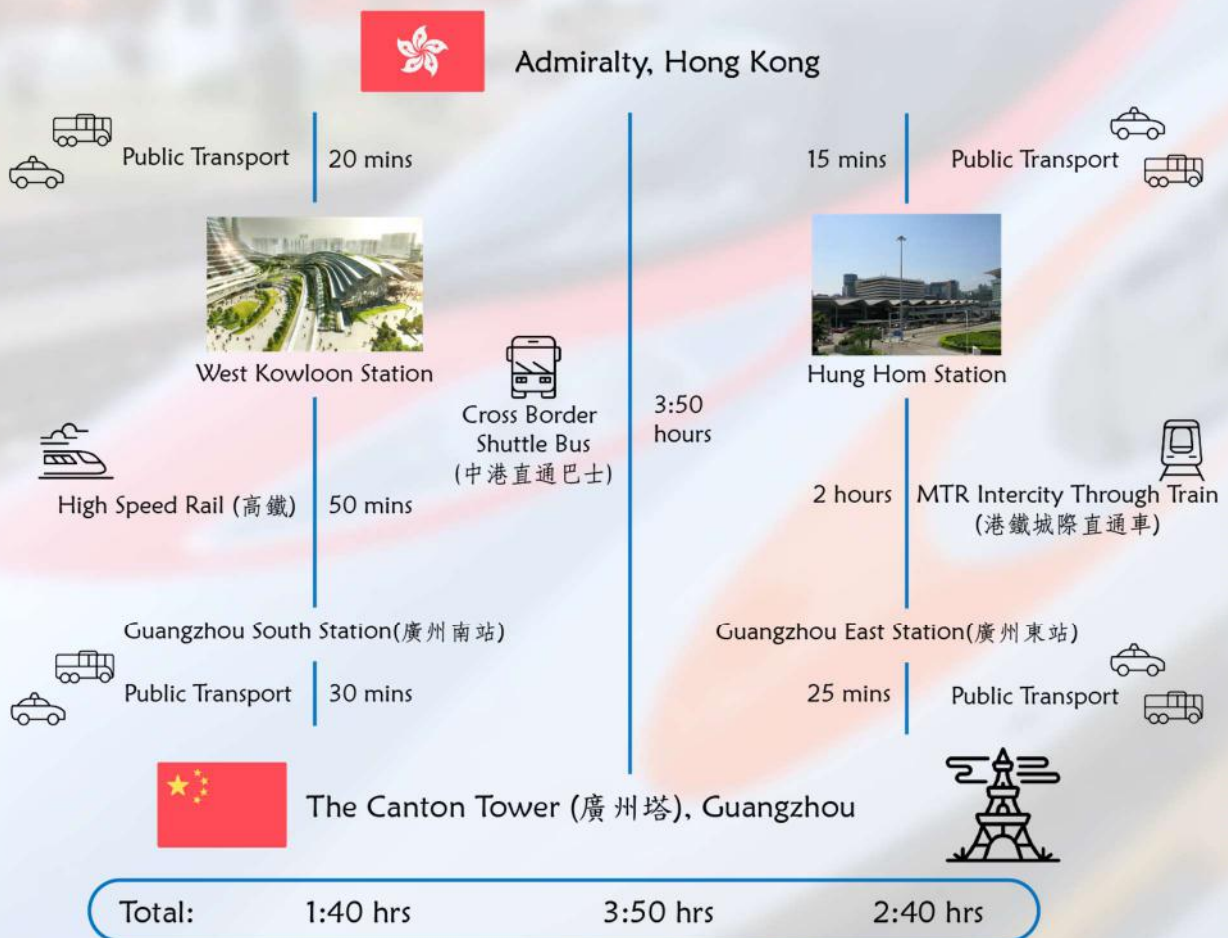 Admiralty, Hong Kong
Public Transport
20 mins
15 mins
Public Transport
West Kowloon Station
Hung Hom Station
Cross Border
Shuttle Bus
(中港直通巴士)
3:50
hours
High Speed Rail (高鐵)
50 mins
2 hours
MTR Intercity Through Train
(港鐵城際直通車)
Guangzhou South Station(廣州南站)
Guangzhou East Station(廣州東站)
Public Transport
30 mins
25 mins
Public Transport
The Canton Tower (廣州塔), Guangzhou
Total: 1:40 hrs 3:50 hrs 2:40 hrs